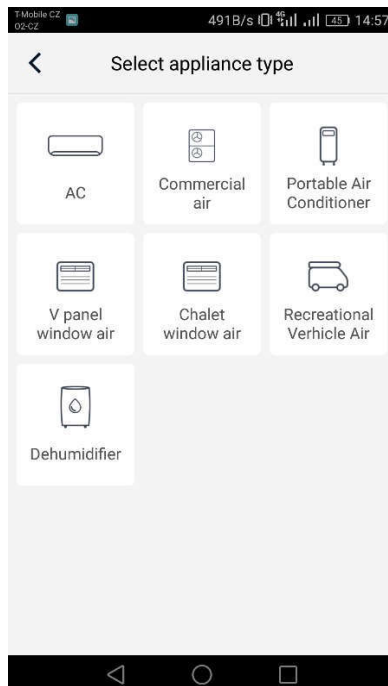 T-Mobile CZ
O2-CZ
491B/s 4G 45 14:57
Select appliance type
AC
Commercial
air
Portable Air
Conditioner
V panel
window air
Chalet
window air
Recreational
Verhicle Air
Dehumidifier